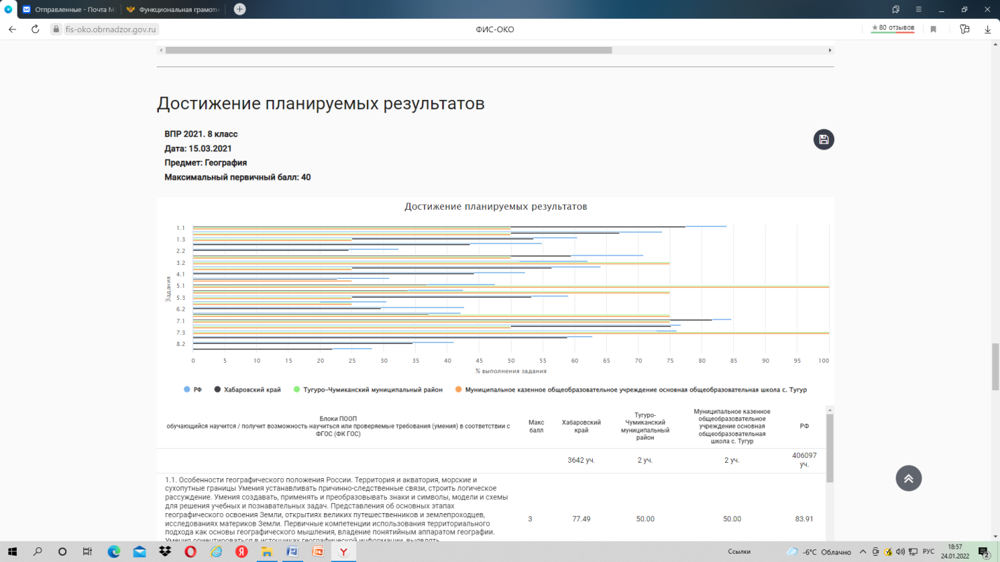 Отправленные - Почта М
Функциональная грамотн
fis-oko.obrnadzor.gov.ru
ФИС-ОКО
★ 80 отзывов
Достижение планируемых результатов
ВПР 2021. 8 класс
Дата: 15.03.2021
Предмет: География
Максимальный первичный балл: 40
Достижение планируемых результатов
Задания
1.1
1.3
2.2
3.2
4.1
5.1
5.3
6.2
7.1
7.3
8.2
0 5 10 15 20 25 30 35 40 45 50 55 60 65 70 75 80 85 90 95 100
% выполнения задания
РФ Хабаровский край Тугуро-Чумиканский муниципальный район Муниципальное казенное общеобразовательное учреждение основная общеобразовательная школа с. Тугур
Блоки ПООП
обучающийся научится / получит возможность научиться или проверяемые требования (умения) в соответствии с
ФГОС (ФК ГОС)
Макс
балл
Хабаровский
край
Тугуро-
Чумиканский
муниципальный
район
Муниципальное казенное
общеобразовательное
учреждение основная
общеобразовательная
школа с. Тугур
РФ
3642 уч.
2 уч.
2 уч.
406097
уч.
1.1. Особенности географического положения России. Территория и акватория, морские и
сухопутные границы Умения устанавливать причинно-следственные связи, строить логическое
рассуждение. Умения создавать, применять и преобразовывать знаки и символы, модели и схемы
для решения учебных и познавательных задач. Представления об основных этапах
географического освоения Земли, открытиях великих путешественников и землепроходцев,
исследованиях материков Земли. Первичные компетенции использования территориального
подхода как основы географического мышления, владение понятийным аппаратом географии.
Умения ориентироваться в источниках географической информации, выявлять
3
77.49
50.00
50.00
83.91
Ссылки
-6°C Облачно
РУС
18:57
24.01.2022
2